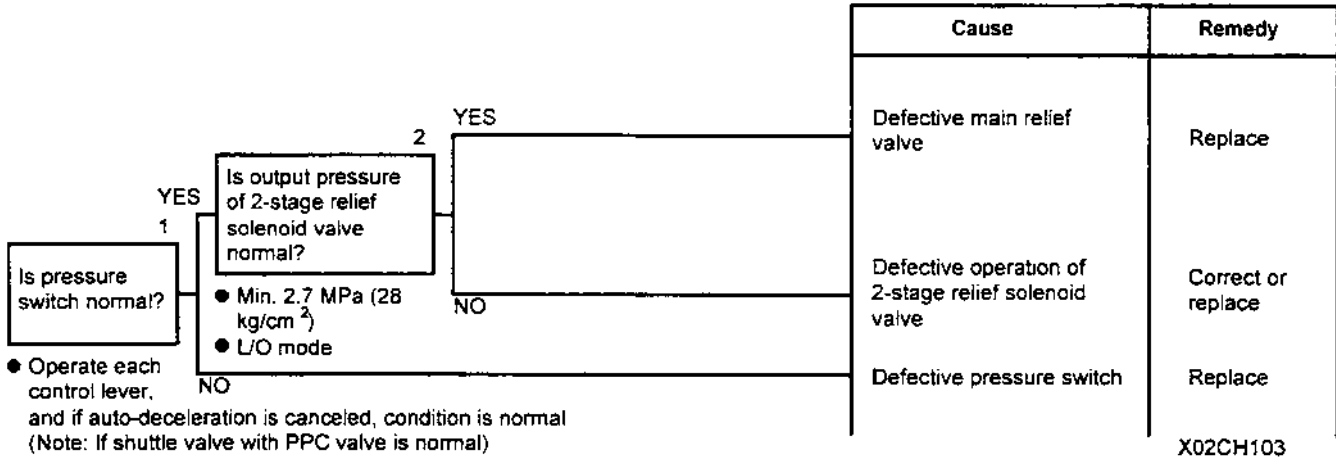 Cause
Remedy
YES
2
Defective main relief
valve
Replace
Is output pressure
of 2-stage relief
solenoid valve
normal?
YES
1
Is pressure
switch normal?
● Min. 2.7 MPa (28
kg/cm 2)
● L/O mode
NO
Defective operation of
2-stage relief solenoid
valve
Correct or
replace
● Operate each
control lever,
and if auto-deceleration is canceled, condition is normal
(Note: If shuttle valve with PPC valve is normal)
NO
Defective pressure switch
Replace
X02CH103